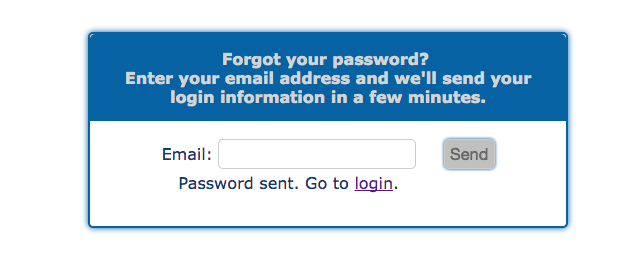 Forgot your password?
Enter your email address and we'll send your
login information in a few minutes.
Email: Send
Password sent. Go to login.